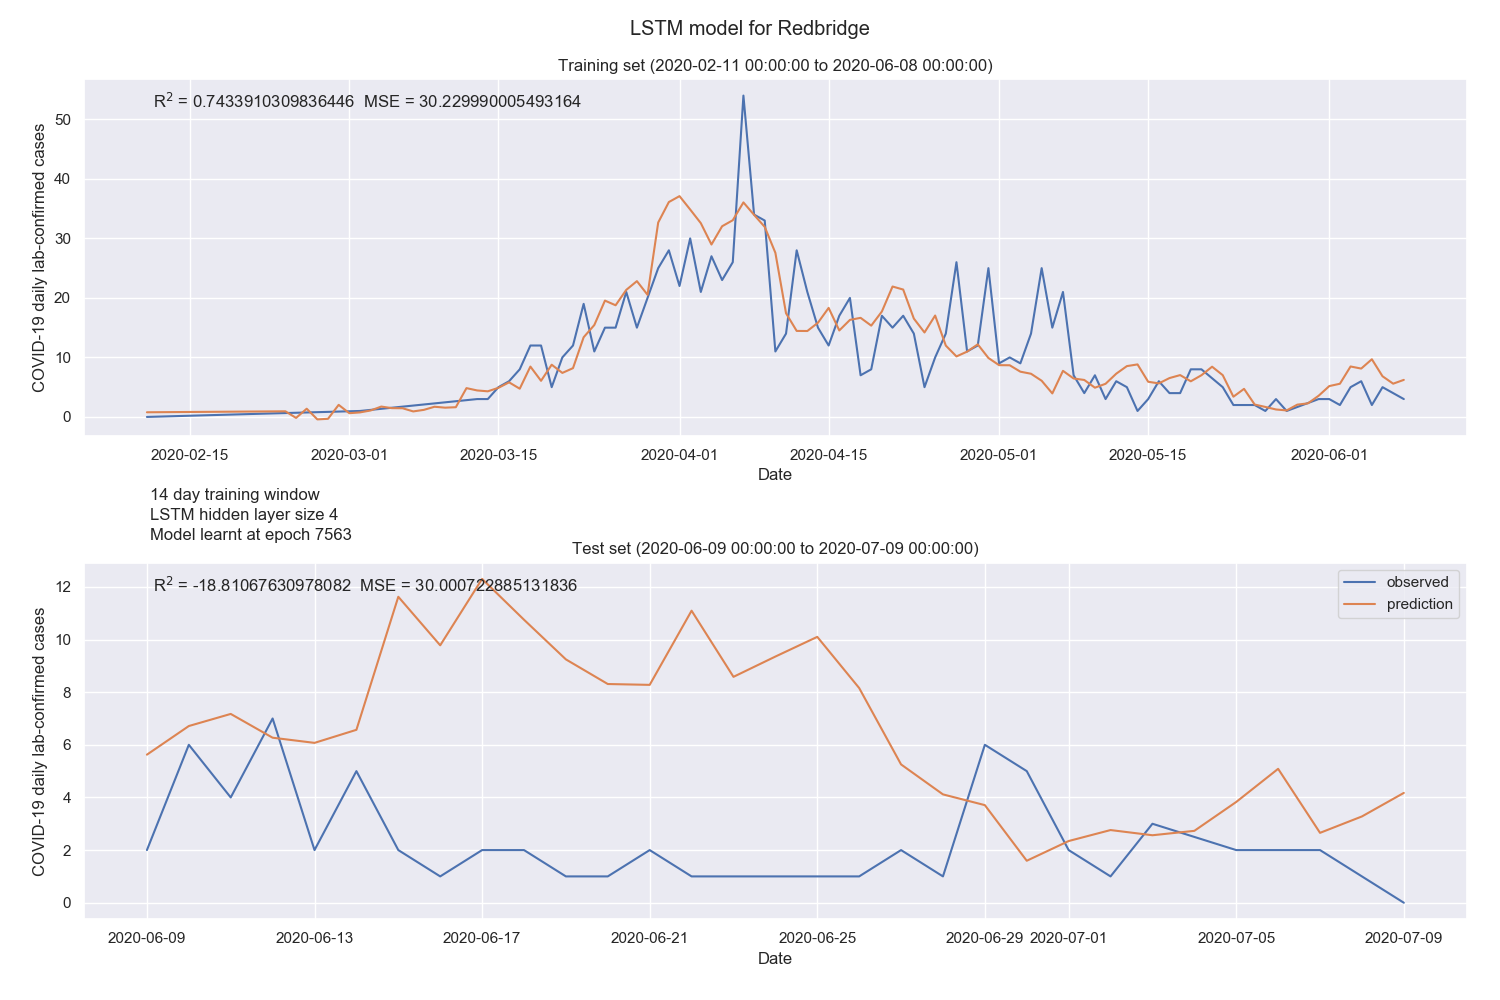 LSTM model for Redbridge
Training set (2020-02-11 00:00:00 to 2020-06-08 00:00:00)
R² = 0.7433910309836446 MSE = 30.229990005493164
COVID-19 daily lab-confirmed cases
50
40
30
20
10
0
2020-02-15 2020-03-01 2020-03-15 2020-04-01 2020-04-15 2020-05-01 2020-05-15 2020-06-01
Date
14 day training window
LSTM hidden layer size 4
Model learnt at epoch 7563
Test set (2020-06-09 00:00:00 to 2020-07-09 00:00:00)
R² = -18.81067630978082 MSE = 30.000722885131836
observed
prediction
COVID-19 daily lab-confirmed cases
12
10
8
6
4
2
0
2020-06-09 2020-06-13 2020-06-17 2020-06-21 2020-06-25 2020-06-29 2020-07-01 2020-07-05 2020-07-09
Date